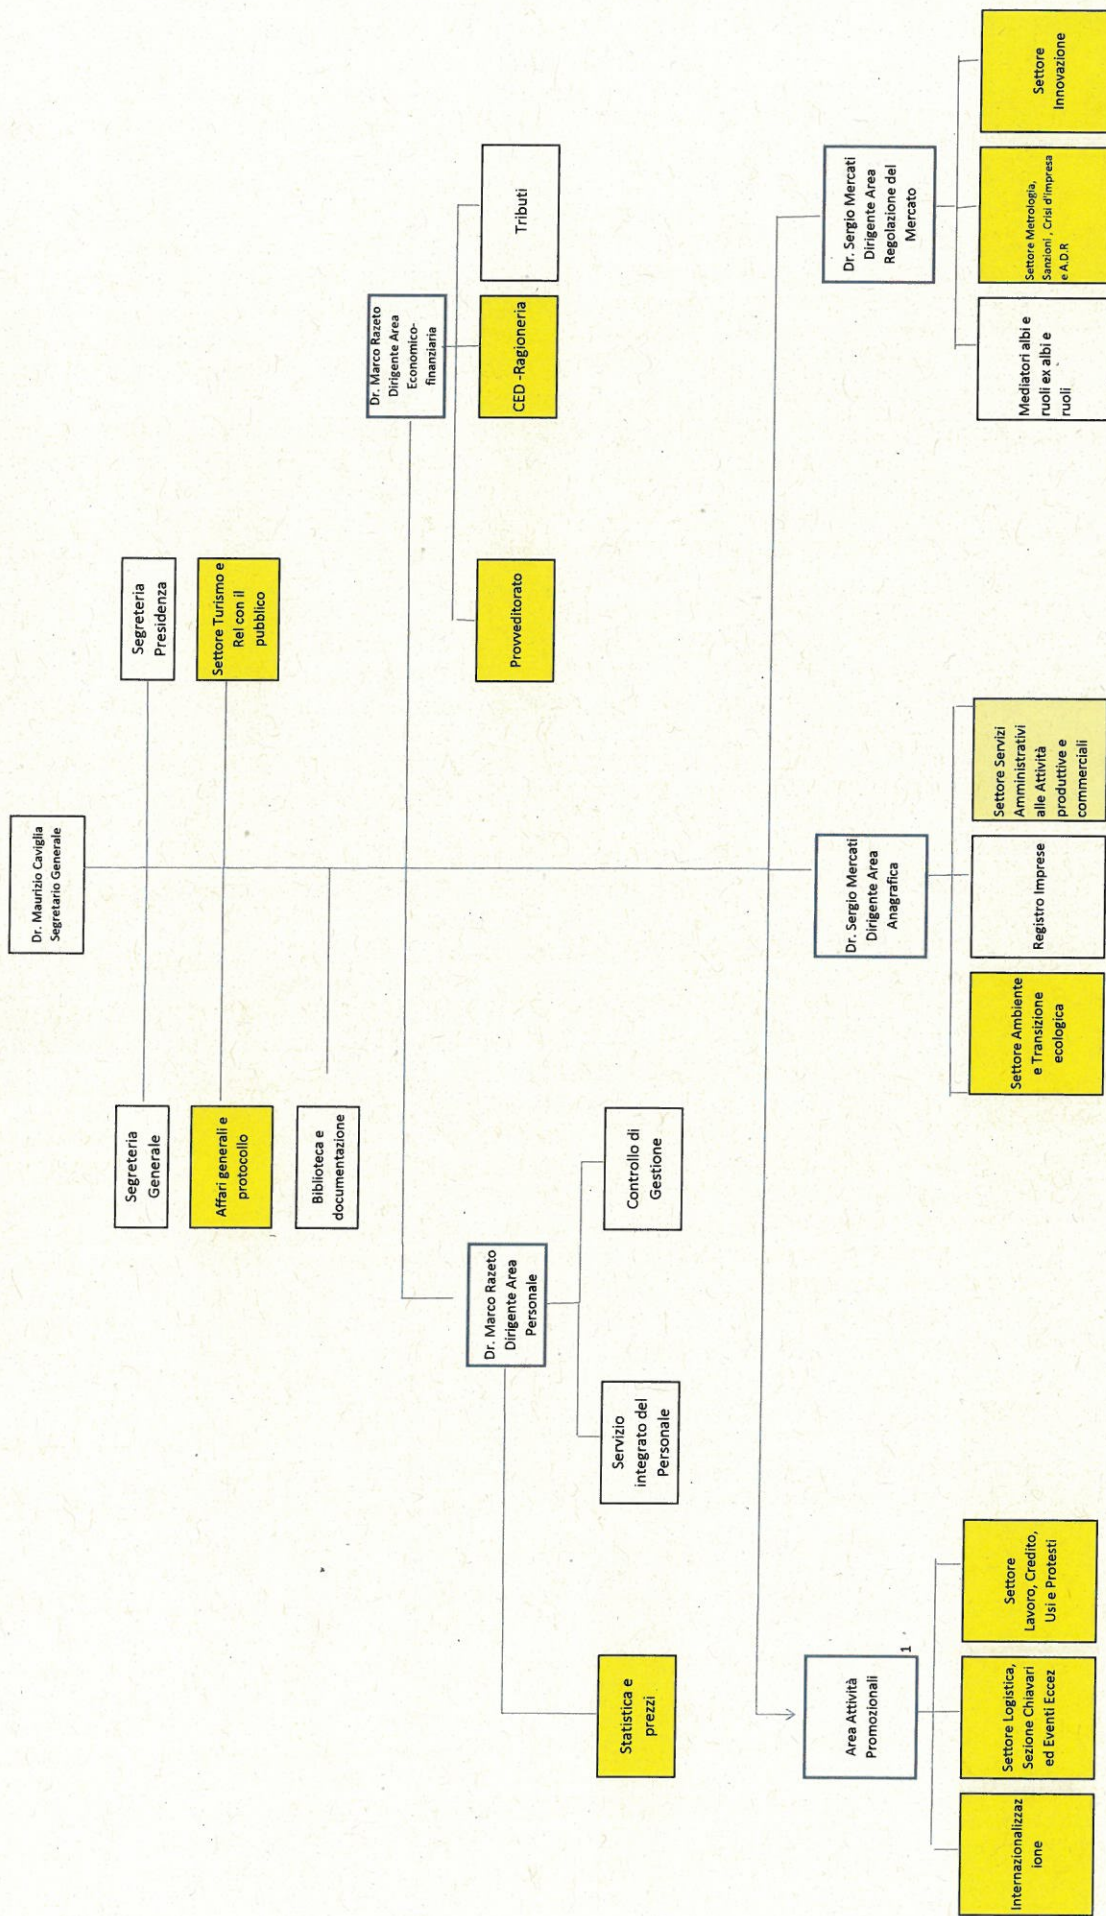 Dr. Maurizio Caviglia
Segretario Generale
Segreteria
Generale
Segreteria
Presidenza
Affari generali e
protocollo
Settore Turismo e
Rel con il
pubblico
Biblioteca e
documentazione
Dr. Marco Razeto
Dirigente Area
Economico-
finanziaria
Dr. Marco Razeto
Dirigente Area
Personale
Provveditorato
CED -Ragioneria
Tributi
Statistica e
prezzi
Servizio
integrato del
Personale
Controllo di
Gestione
Area Attività
Promozionali
1
Dr. Sergio Mercati
Dirigente Area
Anagrafica
Dr. Sergio Mercati
Dirigente Area
Regolazione del
Mercato
Internazionalizzaz
ione
Settore Logistica,
Sezione Chiavari
ed Eventi Eccez
Settore
Lavoro, Credito,
Usi e Protesti
Settore Ambiente
e Transizione
ecologica
Registro Imprese
Settore Servizi
Amministrativi
alle Attività
produttive e
commerciali
Mediatori albi e
ruoli ex albi e
ruoli
Settore Metrologia,
Sanzioni , Crisi d'impresa
e A.D.R
Settore
Innovazione